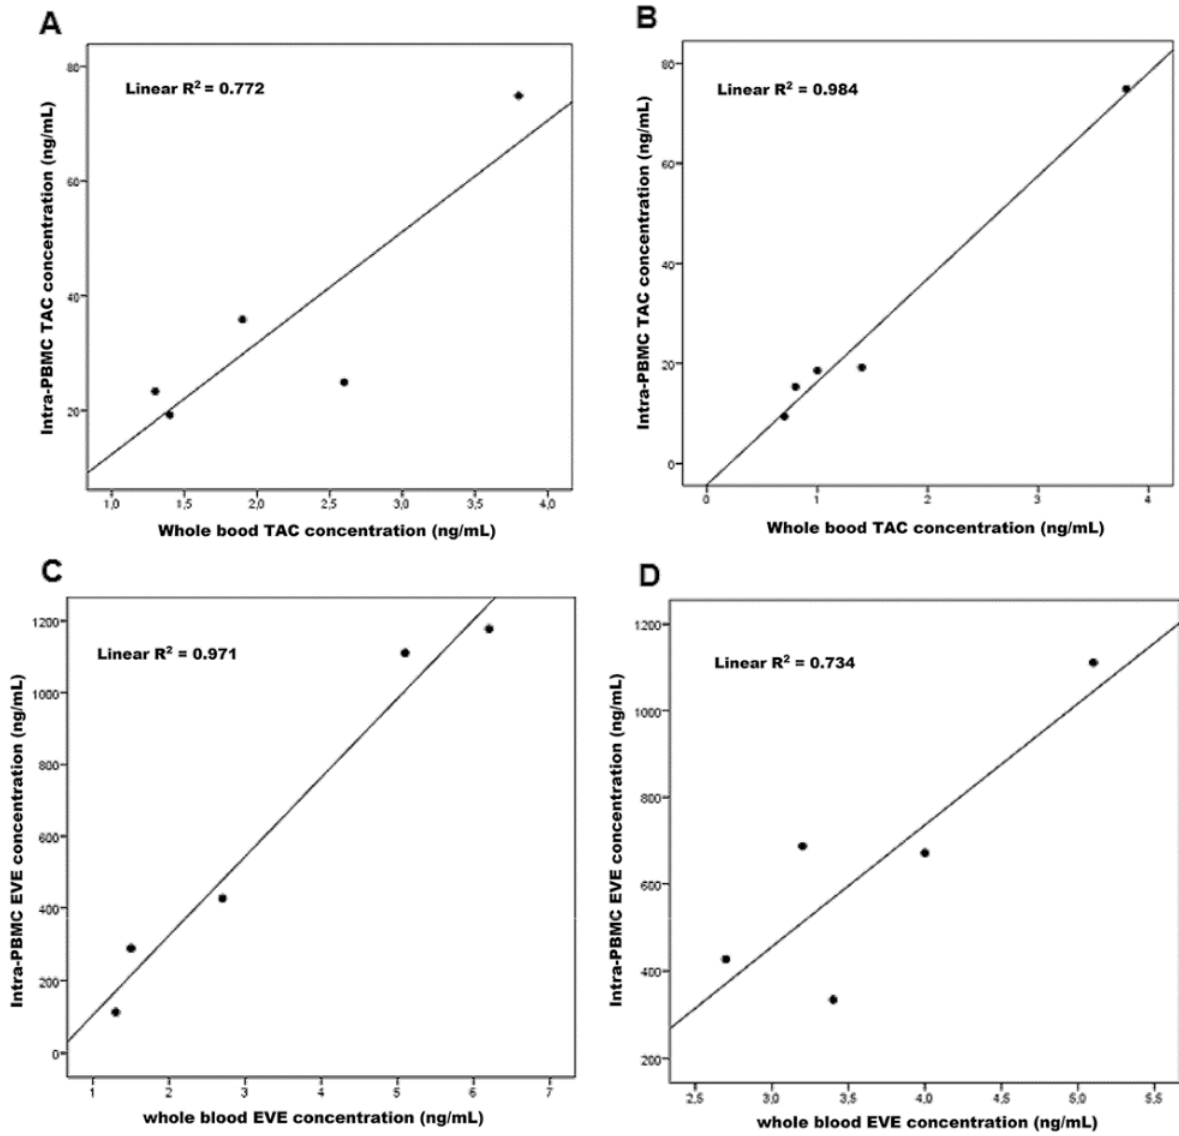 A
Linear R² = 0.772
Intra-PBMC TAC concentration (ng/mL)
80
60
40
20
1,0 1,5 2,0 2,5 3,0 3,5 4,0
Whole bood TAC concentration (ng/mL)
B
Linear R² = 0.984
Intra-PBMC TAC concentration (ng/mL)
80
60
40
20
0
0 1 2 3 4
Whole bood TAC concentration (ng/mL)
C
Linear R² = 0.971
Intra-PBMC EVE concentration (ng/mL)
1200
1000
800
600
400
200
0
1 2 3 4 5 6 7
whole blood EVE concentration (ng/mL)
D
Linear R² = 0.734
Intra-PBMC EVE concentration (ng/mL)
1200
1000
800
600
400
200
2,5 3,0 3,5 4,0 4,5 5,0 5,5
whole blood EVE concentration (ng/mL)